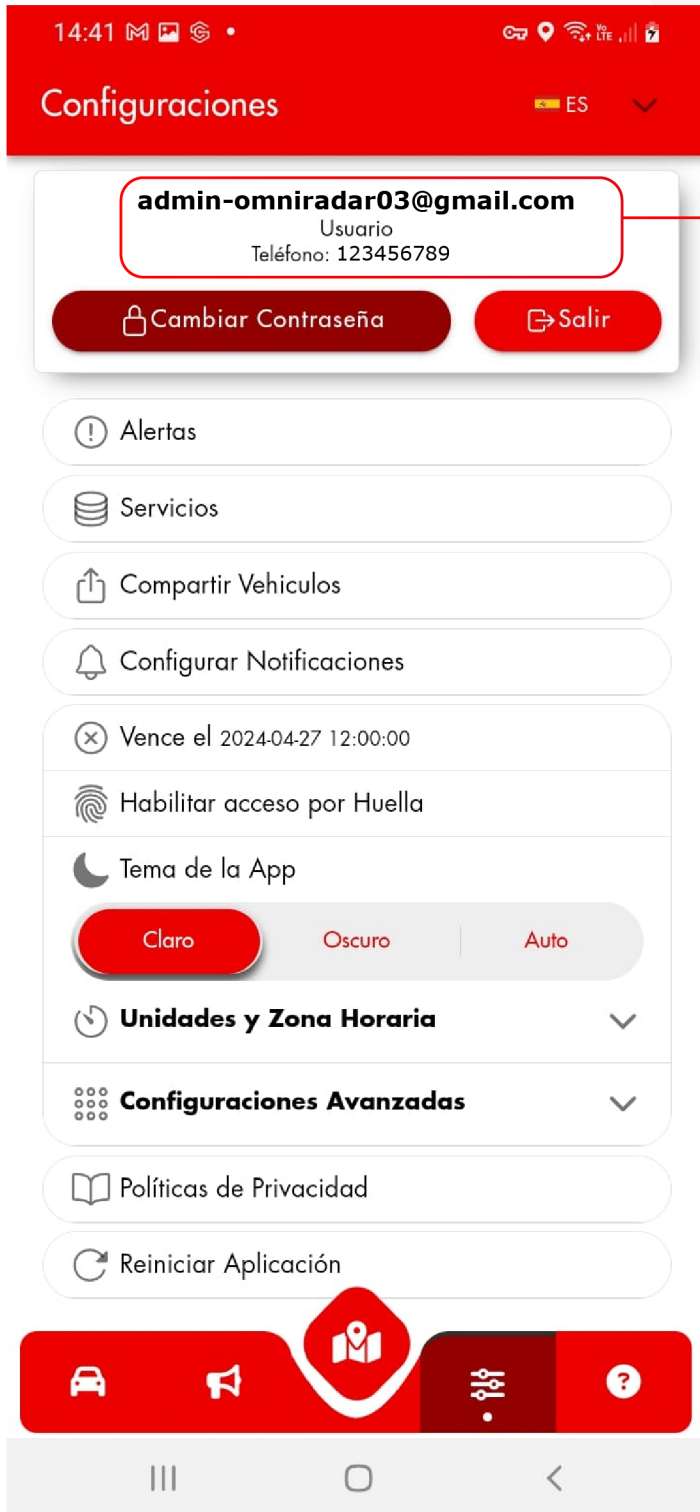 14:41
Vo LTE
Configuraciones
ES
admin-omniradar03@gmail.com
Usuario
Teléfono: 123456789
Cambiar Contraseña
Salir
Alertas
Servicios
Compartir Vehiculos
Configurar Notificaciones
Vence el 2024-04-27 12:00:00
Habilitar acceso por Huella
Tema de la App
Claro
Oscuro
Auto
Unidades y Zona Horaria
Configuraciones Avanzadas
Políticas de Privacidad
Reiniciar Aplicación